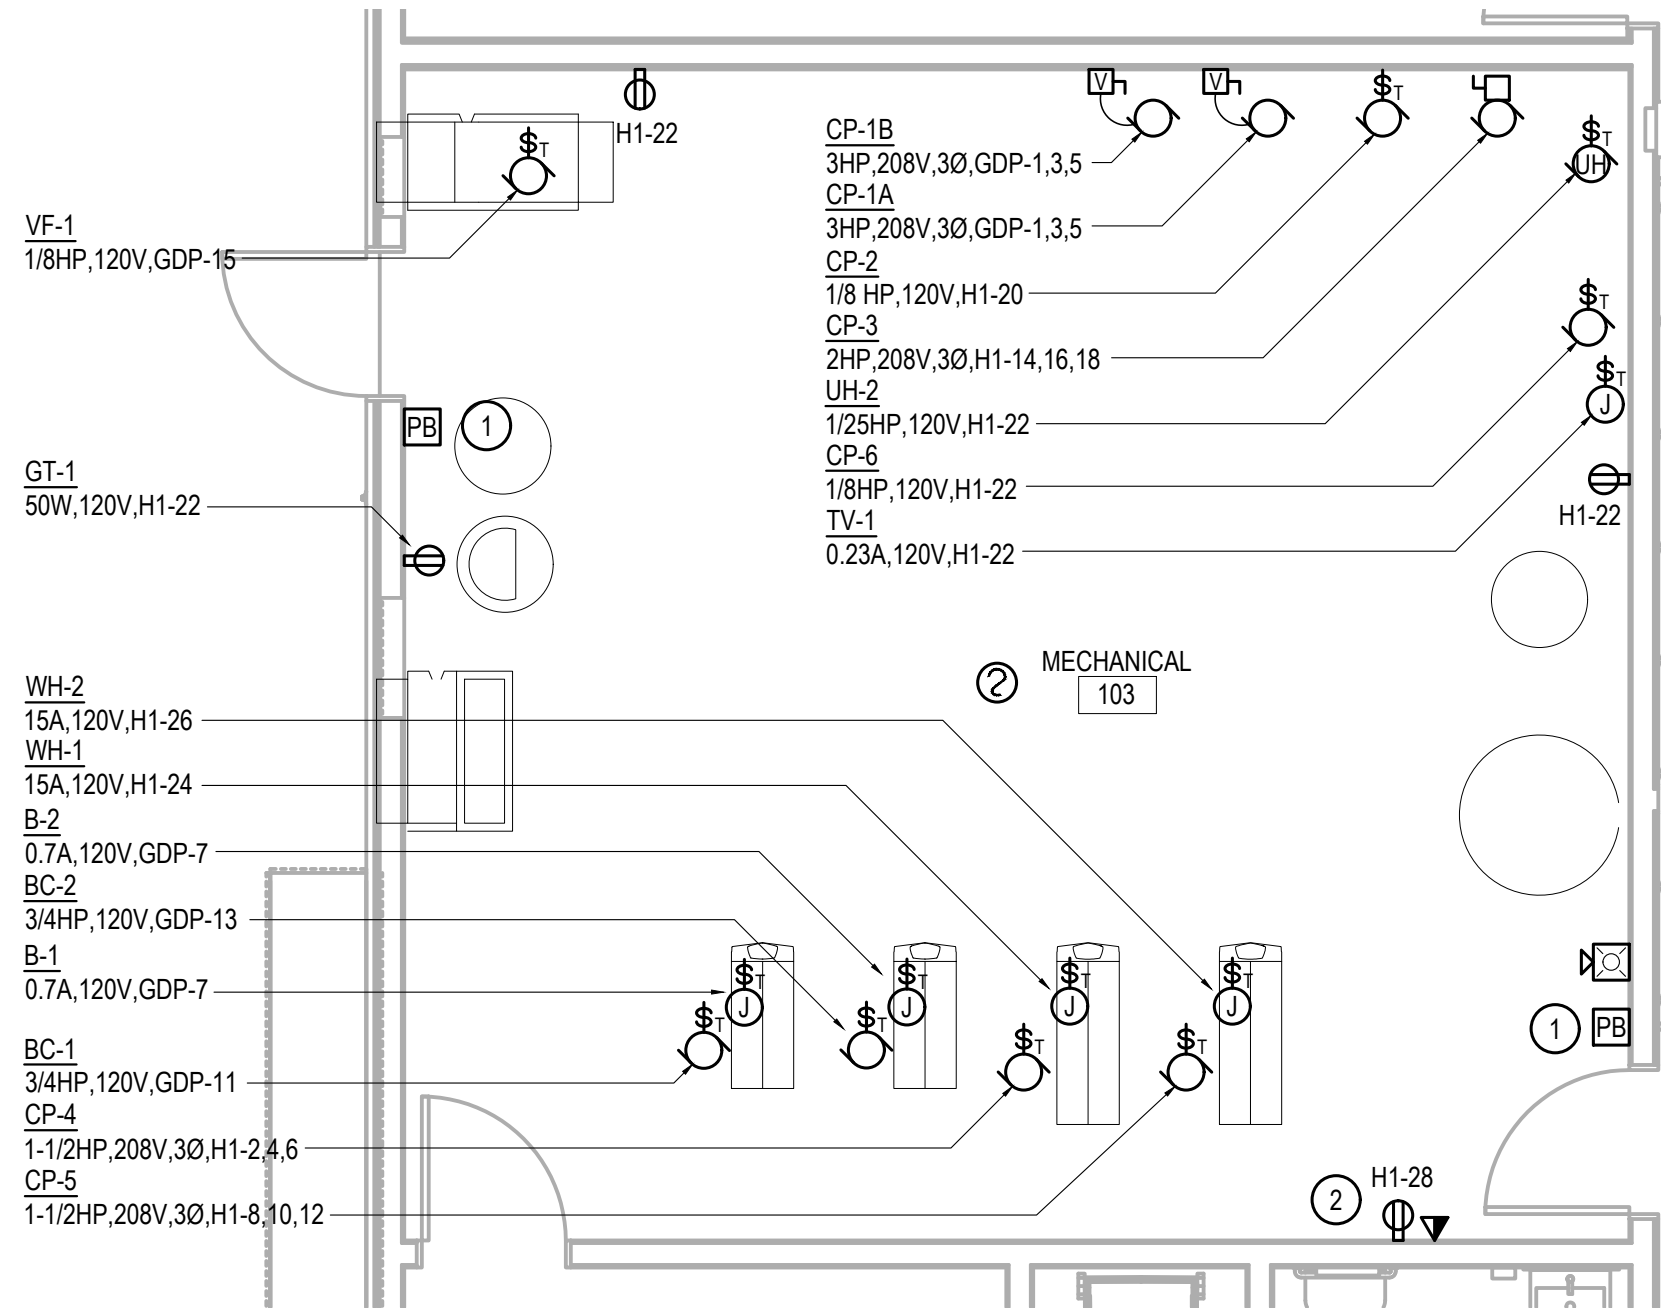 H1-22
V
V
$T
$T
$T
UH
CP-1B
3HP,208V,3Ø,GDP-1,3,5
CP-1A
3HP,208V,3Ø,GDP-1,3,5
CP-2
1/8 HP,120V,H1-20
CP-3
2HP,208V,3Ø,H1-14,16,18
UH-2
1/25HP,120V,H1-22
CP-6
1/8HP,120V,H1-22
TV-1
0.23A,120V,H1-22
$T
$T
J
H1-22
VF-1
1/8HP,120V,GDP-15
PB
1
GT-1
50W,120V,H1-22
MECHANICAL
103
WH-2
15A,120V,H1-26
WH-1
15A,120V,H1-24
B-2
0.7A,120V,GDP-7
BC-2
3/4HP,120V,GDP-13
B-1
0.7A,120V,GDP-7
BC-1
3/4HP,120V,GDP-11
CP-4
1-1/2HP,208V,3Ø,H1-2,4,6
CP-5
1-1/2HP,208V,3Ø,H1-8,10,12
$T
$T
$T
$T
J
J
J
J
$T
$T
$T
$T
1
PB
2
H1-28